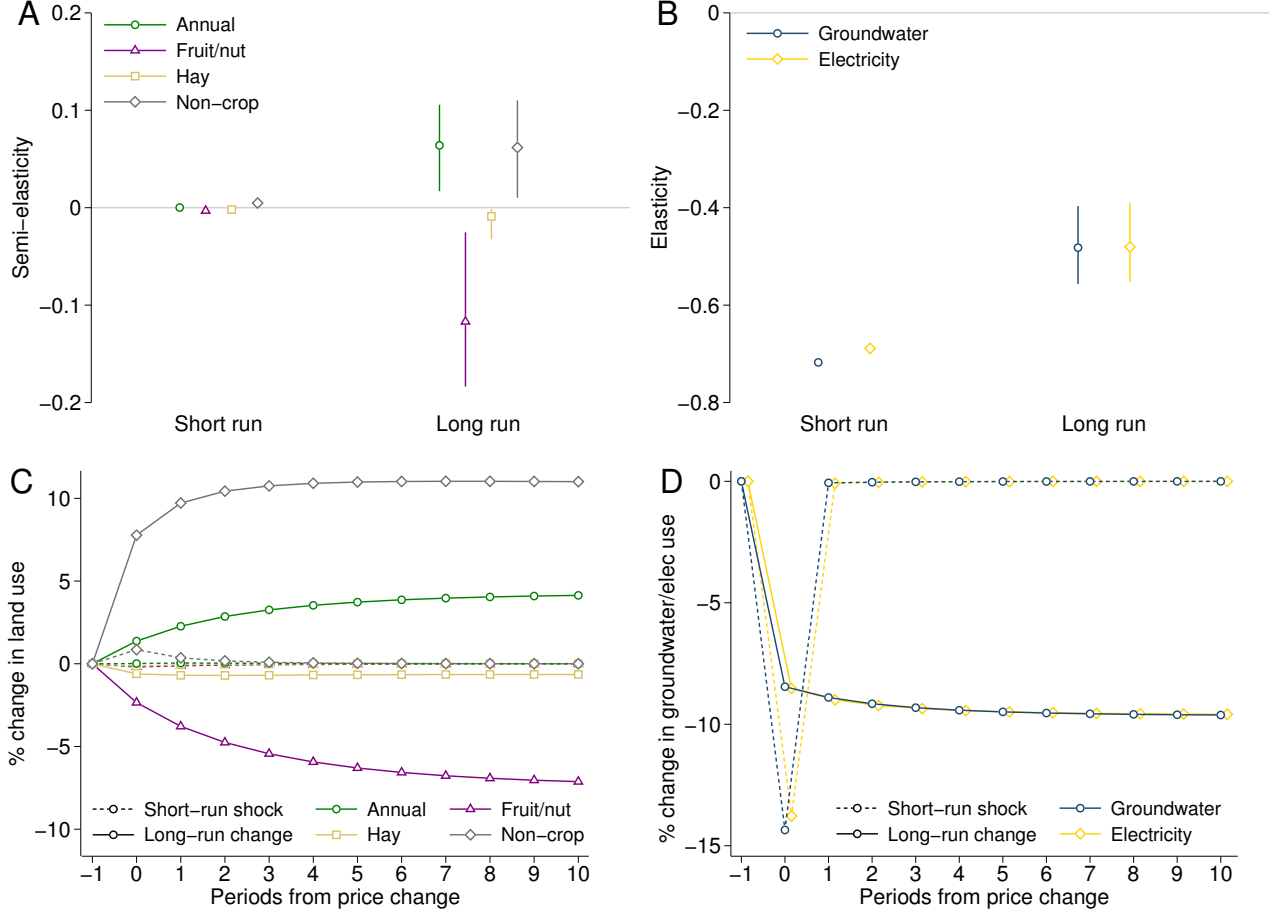 A
Semi−elasticity
0.2
0.1
0
−0.1
−0.2
Annual
Fruit/nut
Hay
Non−crop
Short run
Long run
B
Elasticity
0
−0.2
−0.4
−0.6
−0.8
Groundwater
Electricity
Short run
Long run
C
% change in land use
10
5
0
−5
−10
Short−run shock
Annual
Fruit/nut
Long−run change
Hay
Non−crop
−1 0 1 2 3 4 5 6 7 8 9 10
Periods from price change
D
% change in groundwater/elec use
0
−5
−10
−15
Short−run shock
Groundwater
Long−run change
Electricity
−1 0 1 2 3 4 5 6 7 8 9 10
Periods from price change